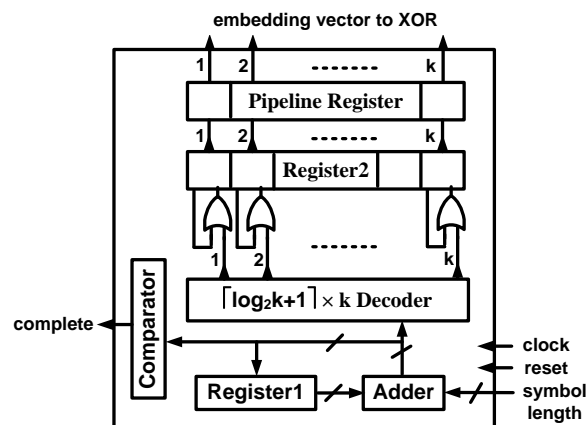 embedding vector to XOR
1 2 k
Pipeline Register
1 2 k
Register2
1 2 k
⌈log₂k+1⌉ × k Decoder
Comparator
complete
clock
reset
Register1
Adder
symbol
length